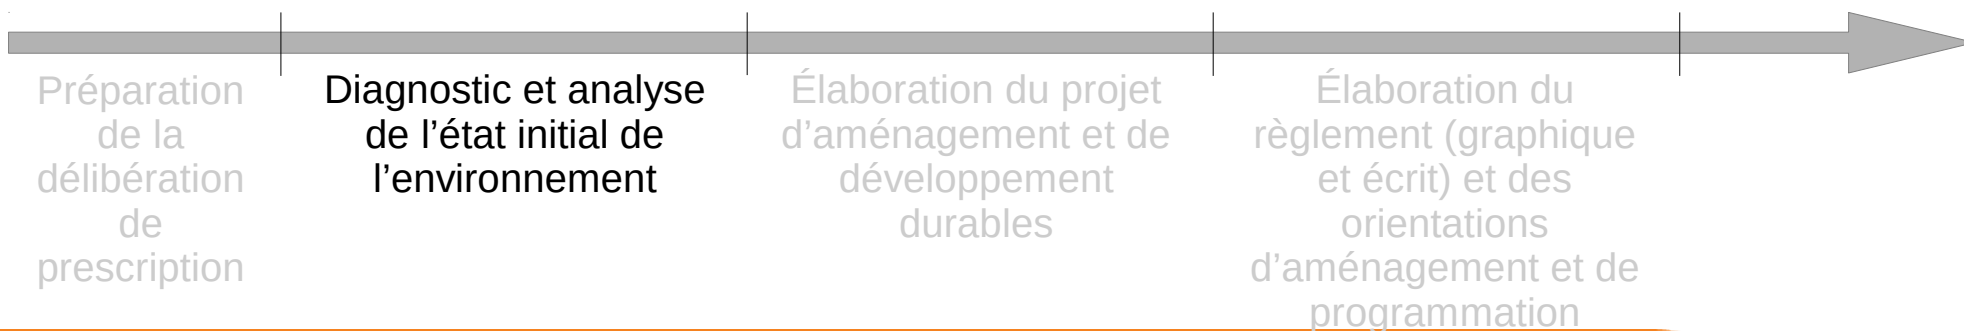 Préparation
de la
délibération
de
prescription
Diagnostic et analyse
de l’état initial de
l’environnement
Élaboration du projet
d’aménagement et de
développement
durables
Élaboration du
règlement (graphique
et écrit) et des
orientations
d’aménagement et de
programmation